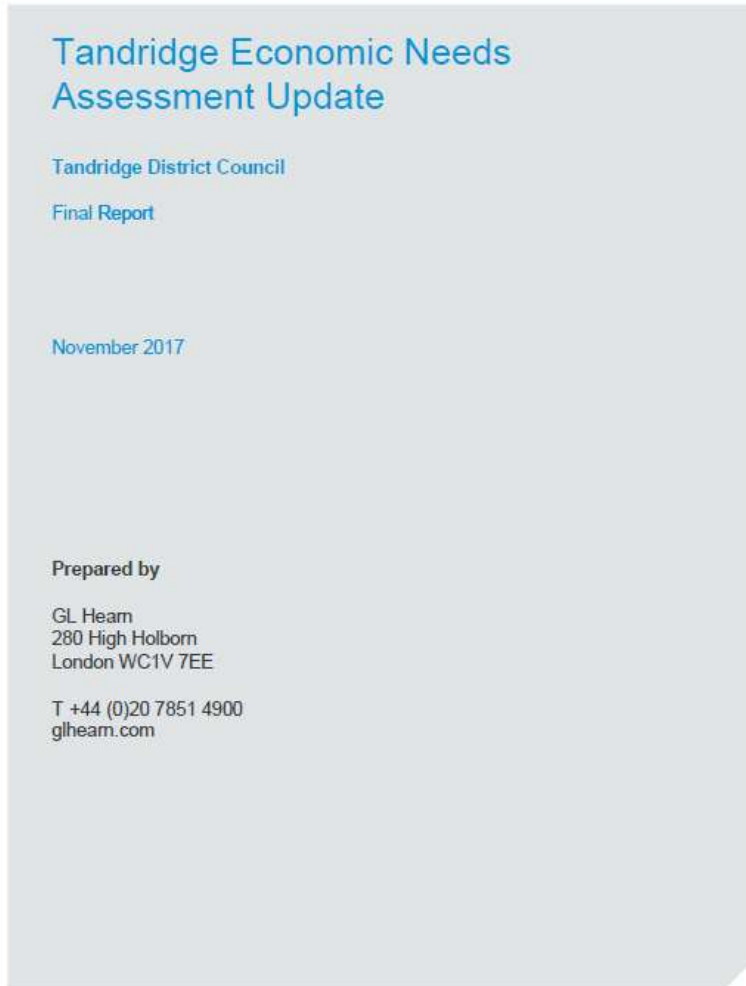 Tandridge Economic Needs
Assessment Update
Tandridge District Council
Final Report
November 2017
Prepared by
GL Hearn
280 High Holborn
London WC1V 7EE
T +44 (0)20 7851 4900
glhearn.com